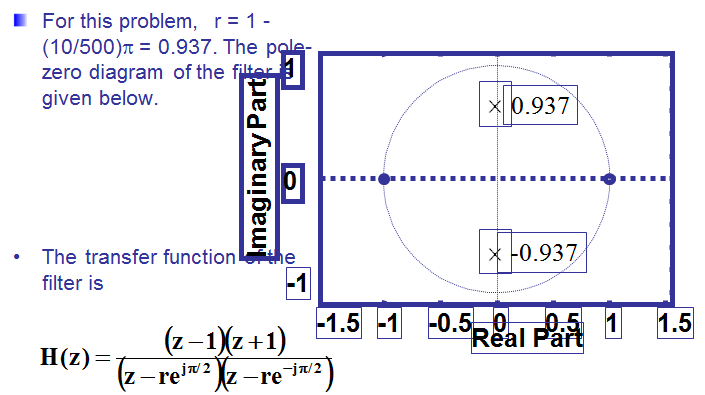 For this problem, r = 1 -
(10/500)π = 0.937. The pole-
zero diagram of the filter is
given below.
• The transfer function of the
filter is
H(z) = (z – 1)(z + 1) / (z – re^{jπ/2})(z – re^{–jπ/2})
Imaginary Part
1
0
-1
× 0.937
× -0.937
-1.5 -1 -0.5 0 0.5 1 1.5
Real Part